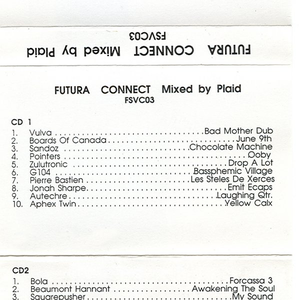 FUTURA CONNECT Mixed by Plaid
FSVC03
FUTURA CONNECT Mixed by Plaid
FSVC03
CD 1
1. Vulva ........ Bad Mother Dub
2. Boards Of Canada ........ June 9th
3. Sandoz ........ Chocolate Machine
4. Pointers ........ Ooby
5. Zulutronic ........ Drop A Lot
6. G104 ........ Bassphemic Village
7. Pierre Bastien ........ Les Steles De Xerces
8. Jonah Sharpe ........ Emit Ecaps
9. Autechre ........ Laughing Qtr.
10. Aphex Twin ........ Yellow Calx
CD2
1. Bola ........ Forcassa 3
2. Beaumont Hannant ........ Awakening The Soul
3. Squarepusher ........ My Sound